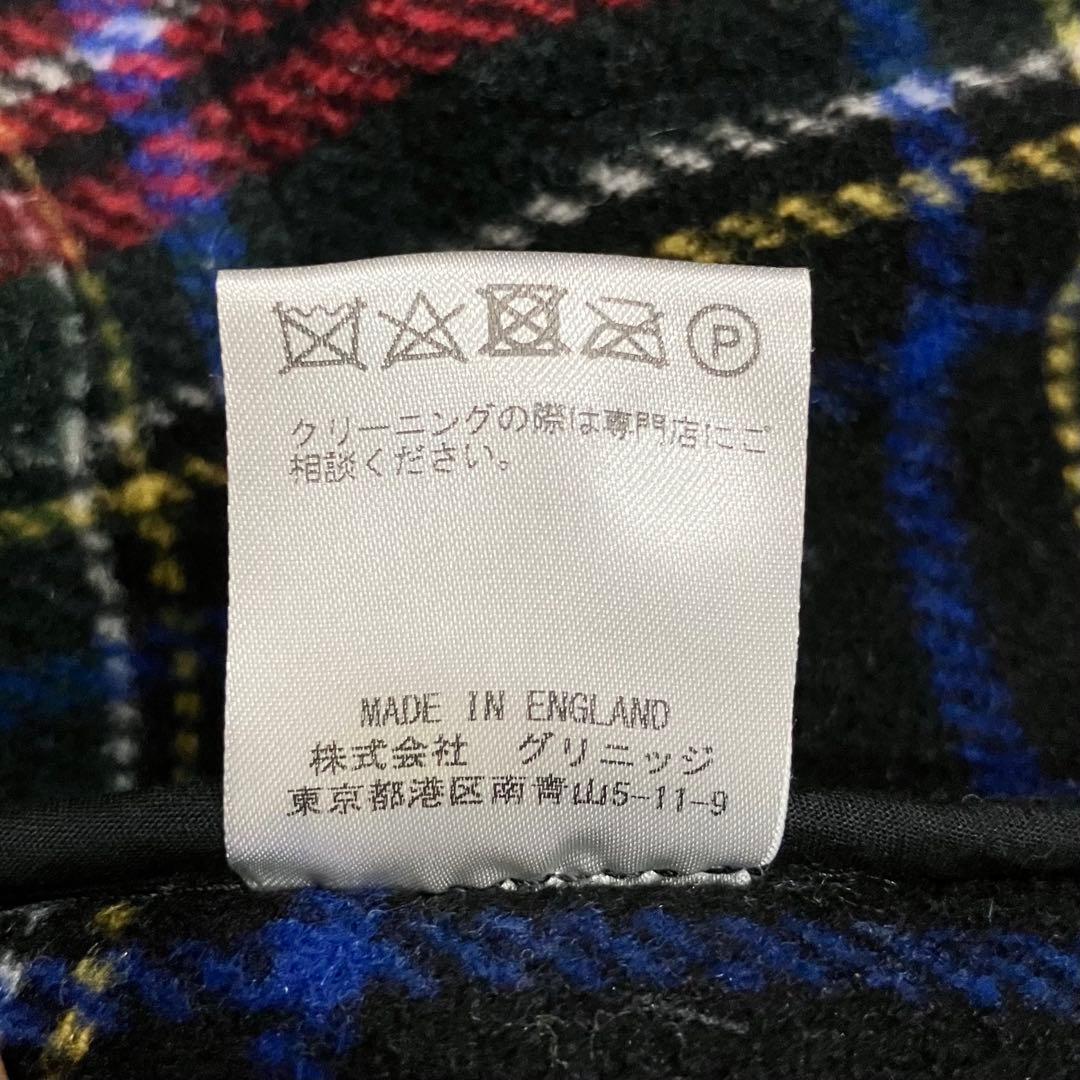 P
クリーニングの際は専門店にご
相談ください。
MADE IN ENGLAND
株式会社 グリニッジ
東京都港区南青山5-11-9